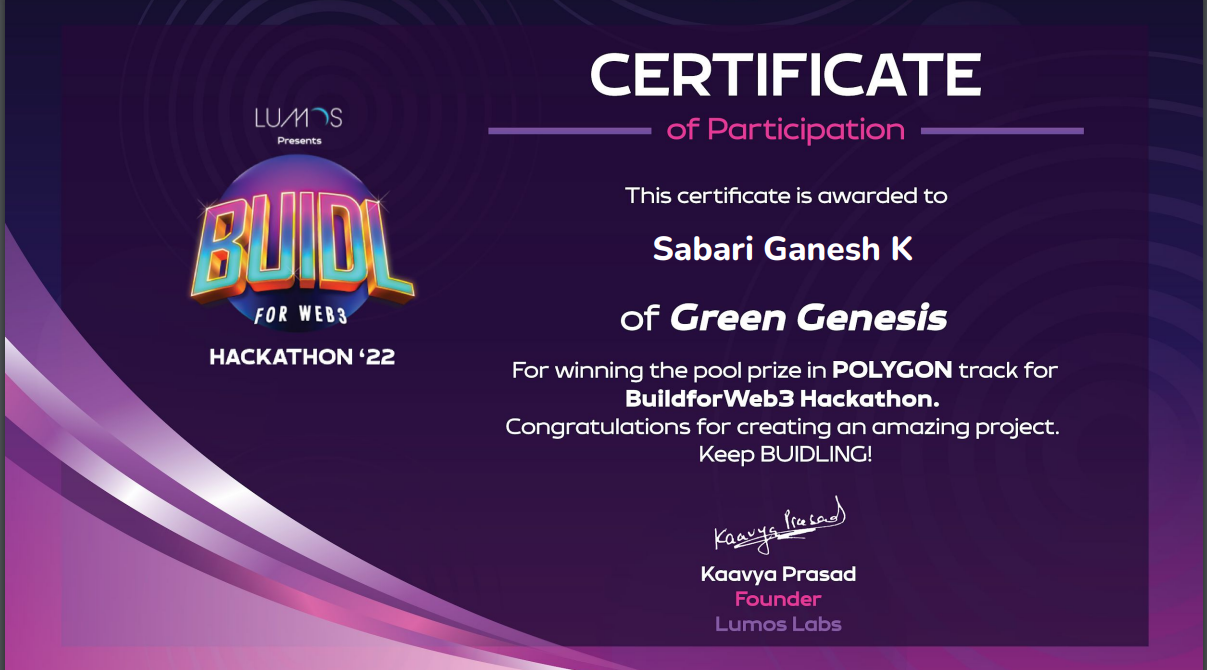 LUMOS
Presents
BUIDL
FOR WEB3
HACKATHON ‘22
CERTIFICATE
of Participation
This certificate is awarded to
Sabari Ganesh K
of Green Genesis
For winning the pool prize in POLYGON track for
BuildforWeb3 Hackathon.
Congratulations for creating an amazing project.
Keep BUIDLING!
Kaavya Prasad
Kaavya Prasad
Founder
Lumos Labs